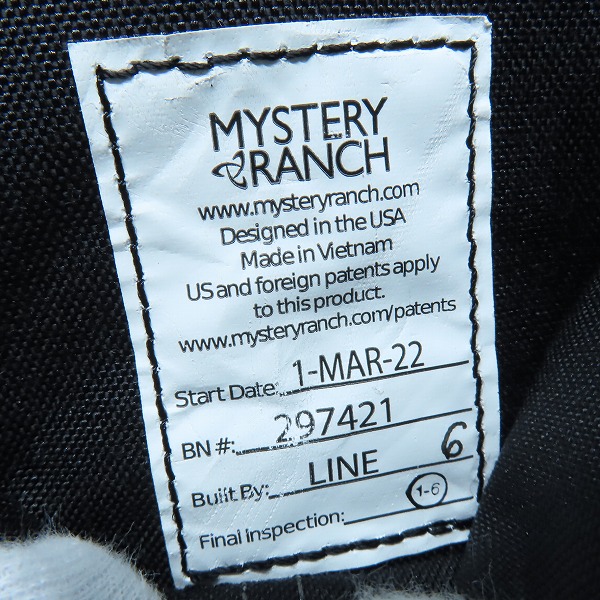 MYSTERY
RANCH
www.mysteryranch.com
Designed in the USA
Made in Vietnam
US and foreign patents apply
to this product.
www.mysteryranch.com/patents
Start Date: 1-MAR-22
BN#: 297421
Built By: LINE 6
Final Inspection: 1-6